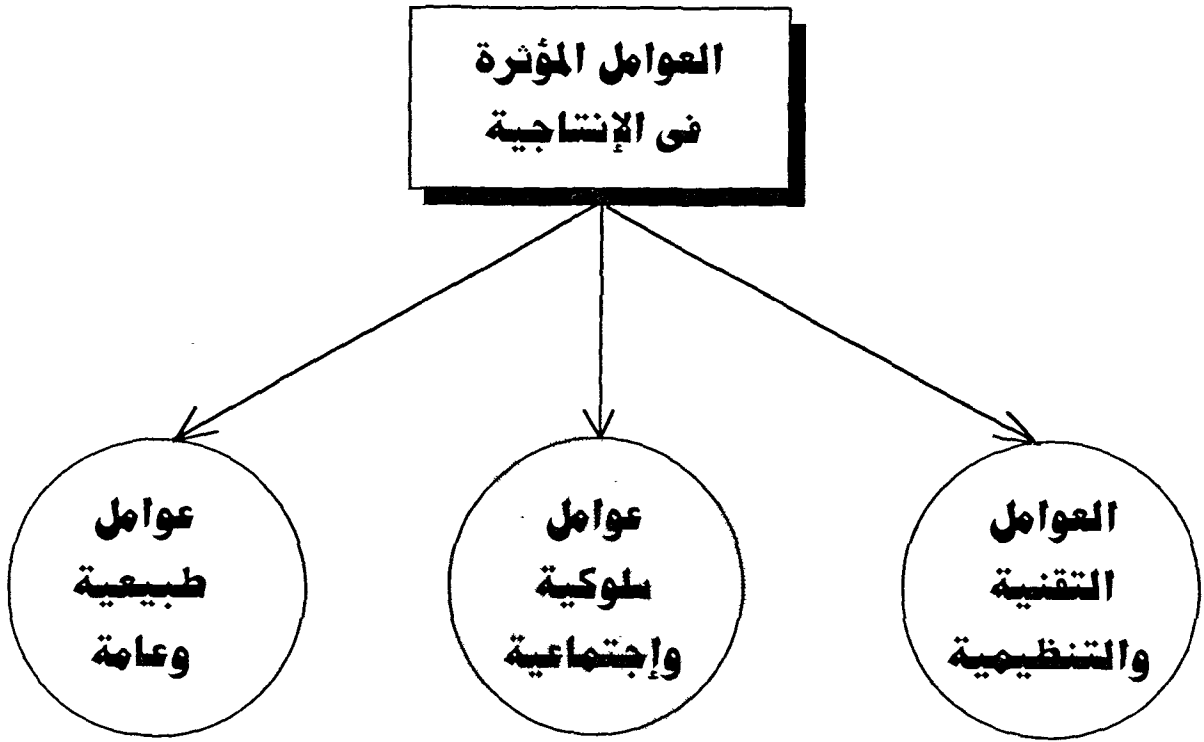 العوامل المؤثرة
فى الإنتاجية
العوامل
التقنية
والتنظيمية
عوامل
سلوكية
وإجتماعية
عوامل
طبيعية
وعامة